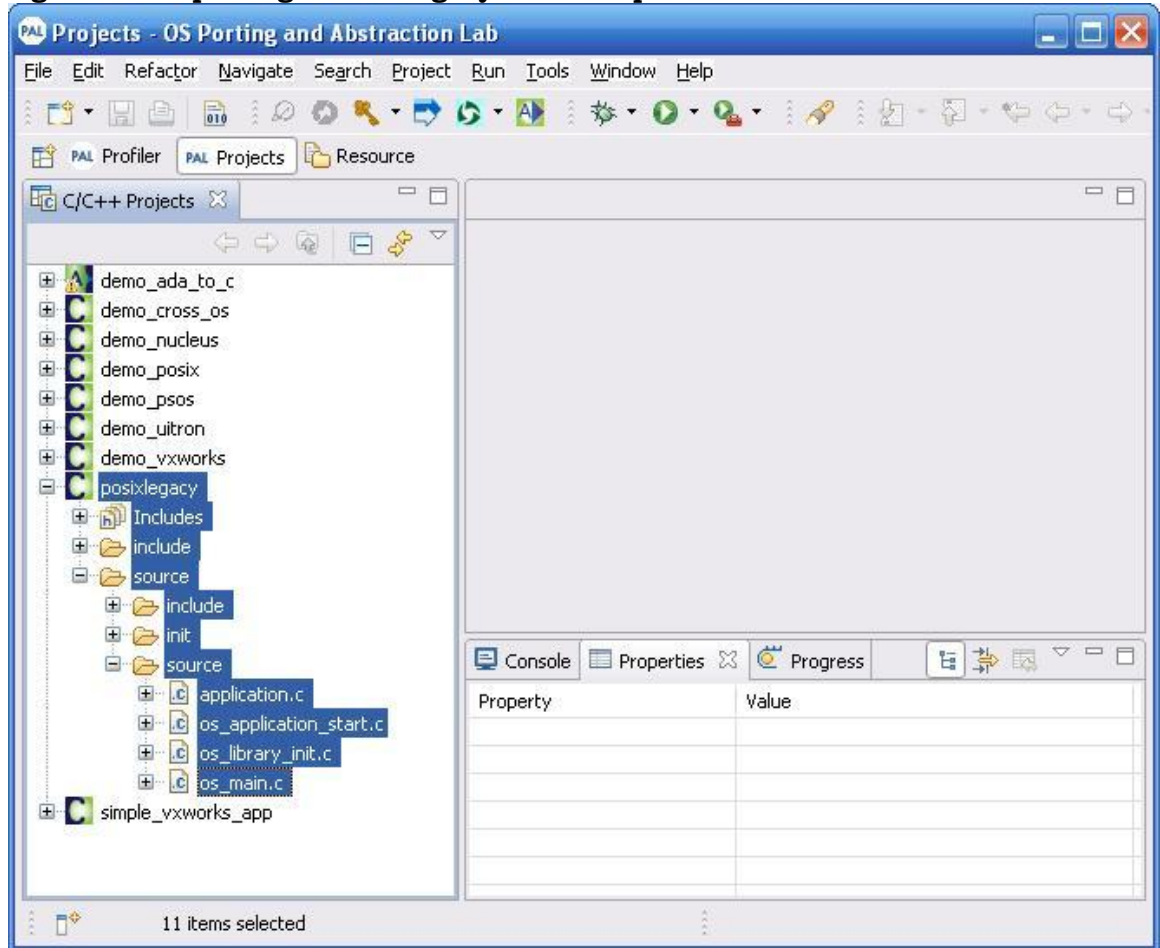 Projects - OS Porting and Abstraction Lab
File Edit Refactor Navigate Search Project Run Tools Window Help
PAL Profiler PAL Projects Resource
C/C++ Projects
demo_ada_to_c
demo_cross_os
demo_nucleus
demo_posix
demo_psos
demo_uitron
demo_vxworks
posixlegacy
Includes
include
source
include
init
source
application.c
os_application_start.c
os_library_init.c
os_main.c
simple_vxworks_app
Console Properties Progress
Property Value
11 items selected